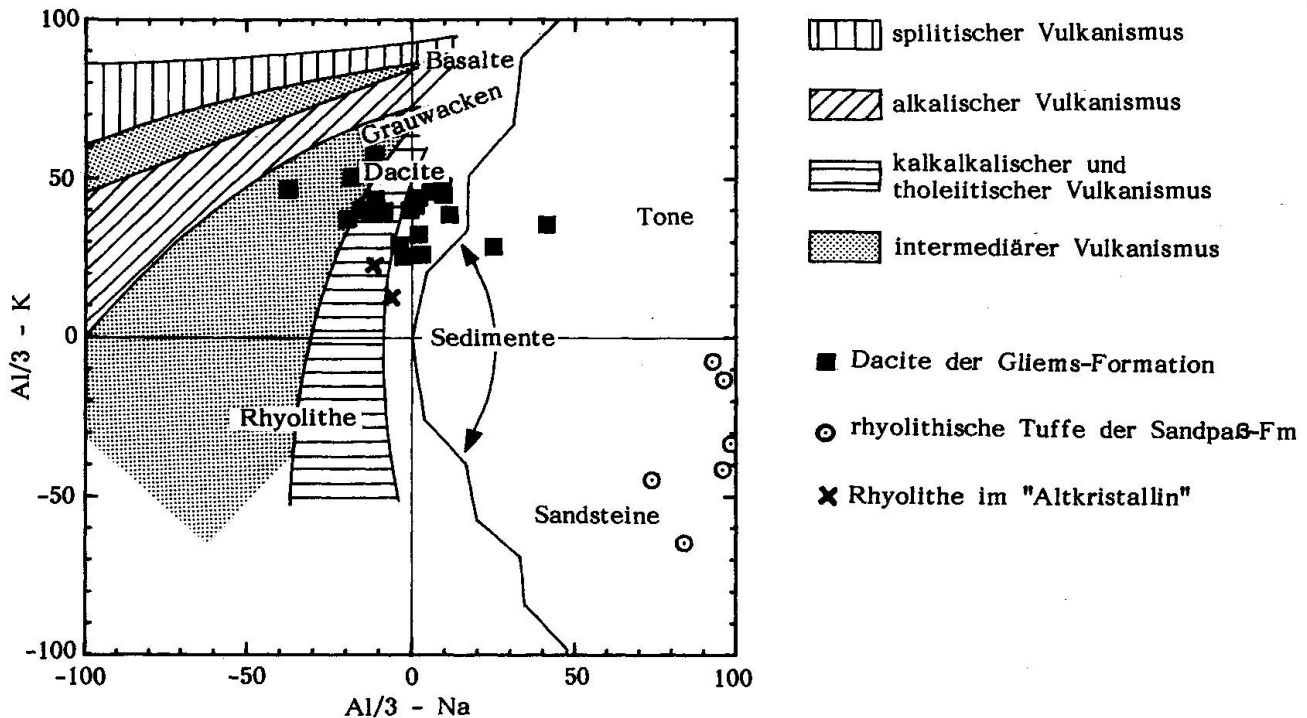 100
50
0
-50
-100
-100
-50
0
50
100
Al/3 - K
Al/3 - Na
Basalte
Grauwacken
Dacite
Tone
Sedimente
Rhyolithe
Sandsteine
spilitischer Vulkanismus
alkalischer Vulkanismus
kalkalkalischer und
tholeiitischer Vulkanismus
intermediärer Vulkanismus
Dacite der Gliems-Formation
rhyolithische Tuffe der Sandpaß-Fm
Rhyolithe im "Altkristallin"